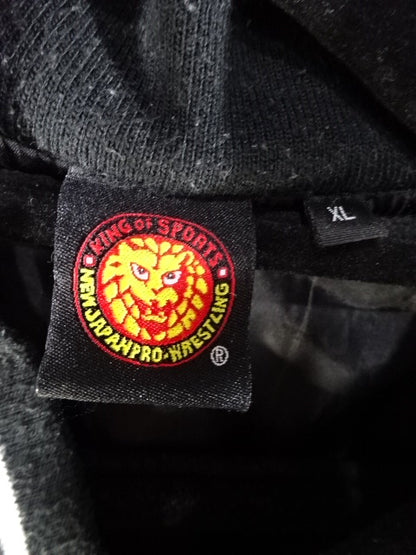 KING OF SPORTS
NEW JAPAN PRO-WRESTLING
®
XL